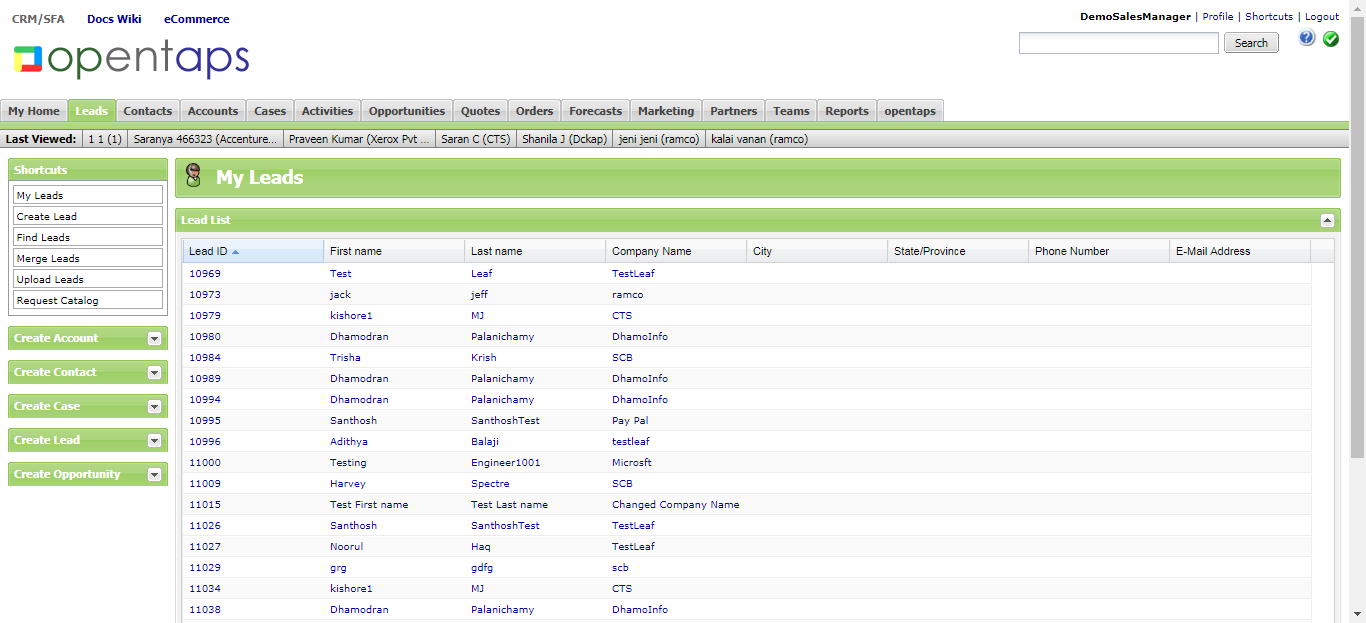 CRM/SFA Docs Wiki eCommerce
DemoSalesManager | Profile | Shortcuts | Logout
opentaps
Search
My Home Leads Contacts Accounts Cases Activities Opportunities Quotes Orders Forecasts Marketing Partners Teams Reports opentaps
Last Viewed: 1 1 (1) Saranya 466323 (Accenture... Praveen Kumar (Xerox Pvt ... Saran C (CTS) Shanila J (Dckap) jeni jeni (ramco) kalai vanan (ramco)
Shortcuts
My Leads
Create Lead
Find Leads
Merge Leads
Upload Leads
Request Catalog
Create Account
Create Contact
Create Case
Create Lead
Create Opportunity
My Leads
Lead List
Lead ID First name Last name Company Name City State/Province Phone Number E-Mail Address
10969 Test Leaf TestLeaf
10973 jack jeff ramco
10979 kishore1 MJ CTS
10980 Dhamodran Palanichamy DhamoInfo
10984 Trisha Krish SCB
10989 Dhamodran Palanichamy DhamoInfo
10994 Dhamodran Palanichamy DhamoInfo
10995 Santhosh SanthoshTest Pay Pal
10996 Adithya Balaji testleaf
11000 Testing Engineer1001 Microsft
11009 Harvey Spectre SCB
11015 Test First name Test Last name Changed Company Name
11026 Santhosh SanthoshTest TestLeaf
11027 Noorul Haq TestLeaf
11029 grg gdfg scb
11034 kishore1 MJ CTS
11038 Dhamodran Palanichamy DhamoInfo